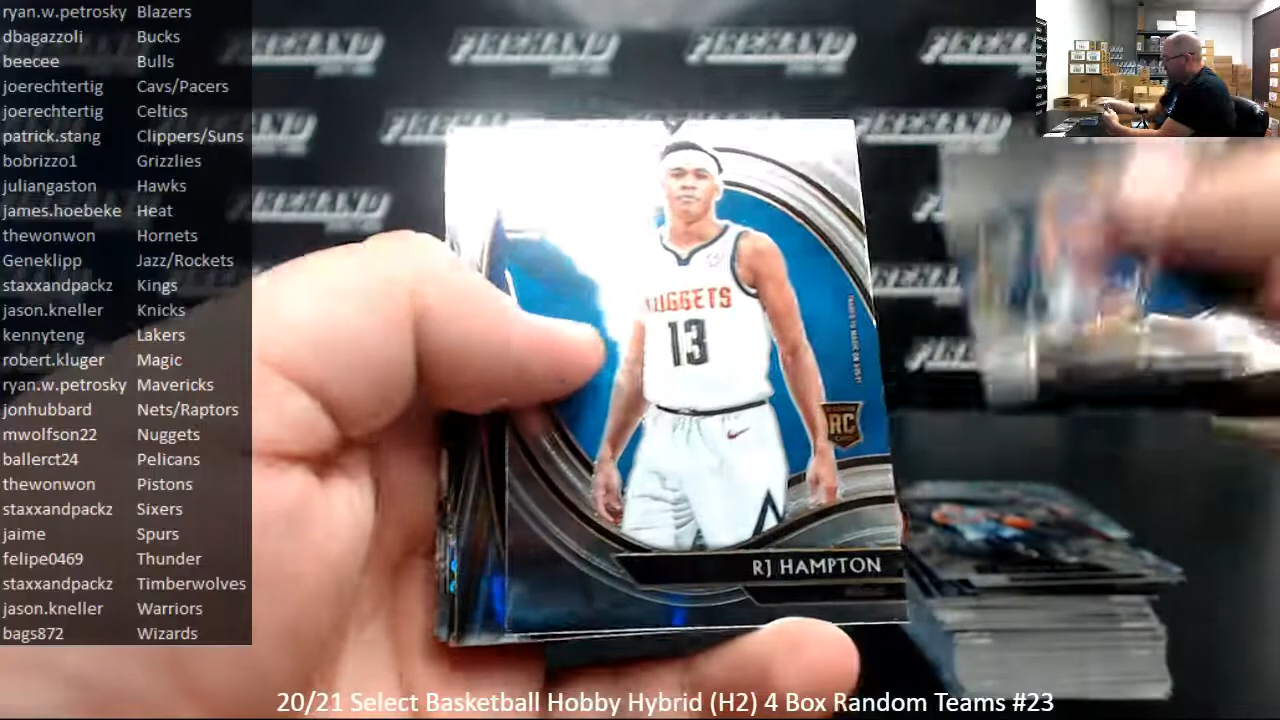 ryan.w.petrosky Blazers
dbagazzoli Bucks
beecee Bulls
joerechtertig Cavs/Pacers
joerechtertig Celtics
patrick.stang Clippers/Suns
bobrizzo1 Grizzlies
juliangaston Hawks
james.hoebeke Heat
thewonwon Hornets
Geneklipp Jazz/Rockets
staxxandpackz Kings
jason.kneller Knicks
kennyteng Lakers
robert.kluger Magic
ryan.w.petrosky Mavericks
jonhubbard Nets/Raptors
mwolfson22 Nuggets
ballerct24 Pelicans
thewonwon Pistons
staxxandpackz Sixers
jaime Spurs
felipe0469 Thunder
staxxandpackz Timberwolves
jason.kneller Warriors
bags872 Wizards
FIREHAND FIREHAND FIREHAND FIREHAND
NUGGETS
13
RC
RJ HAMPTON
20/21 Select Basketball Hobby Hybrid (H2) 4 Box Random Teams #23